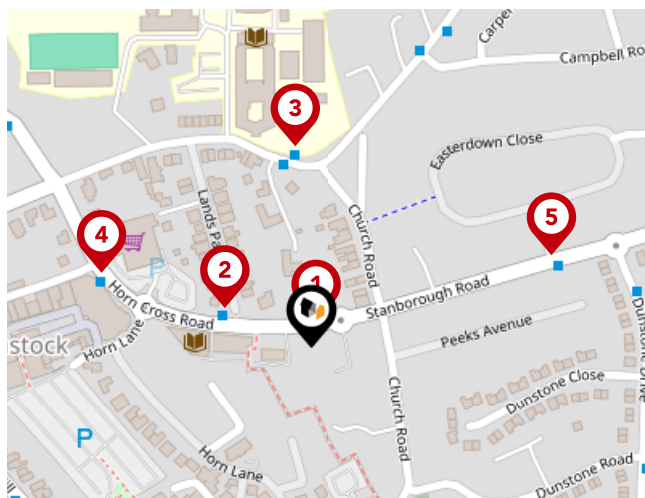 Carpe
Campbell Ro
3
Easterdown Close
Lands Pa
Church Road
5
4
P
2
1
Horn Cross Road
Stanborough Road
Dunstone Drive
stock
Horn Lane
Peeks Avenue
P
Church Road
Dunstone Close
Horn Lane
Dunstone Road